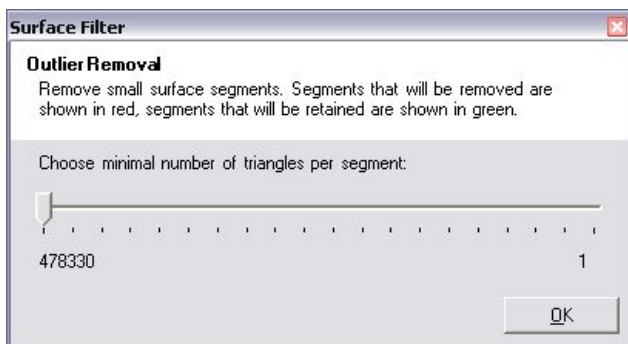 Surface Filter
Outlier Removal
Remove small surface segments. Segments that will be removed are
shown in red, segments that will be retained are shown in green.
Choose minimal number of triangles per segment:
478330 1
OK